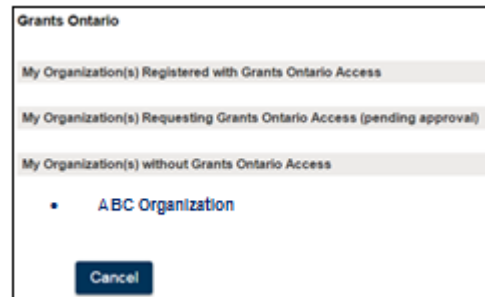 Grants Ontario
My Organization(s) Registered with Grants Ontario Access
My Organization(s) Requesting Grants Ontario Access (pending approval)
My Organization(s) without Grants Ontario Access
• ABC Organization
Cancel